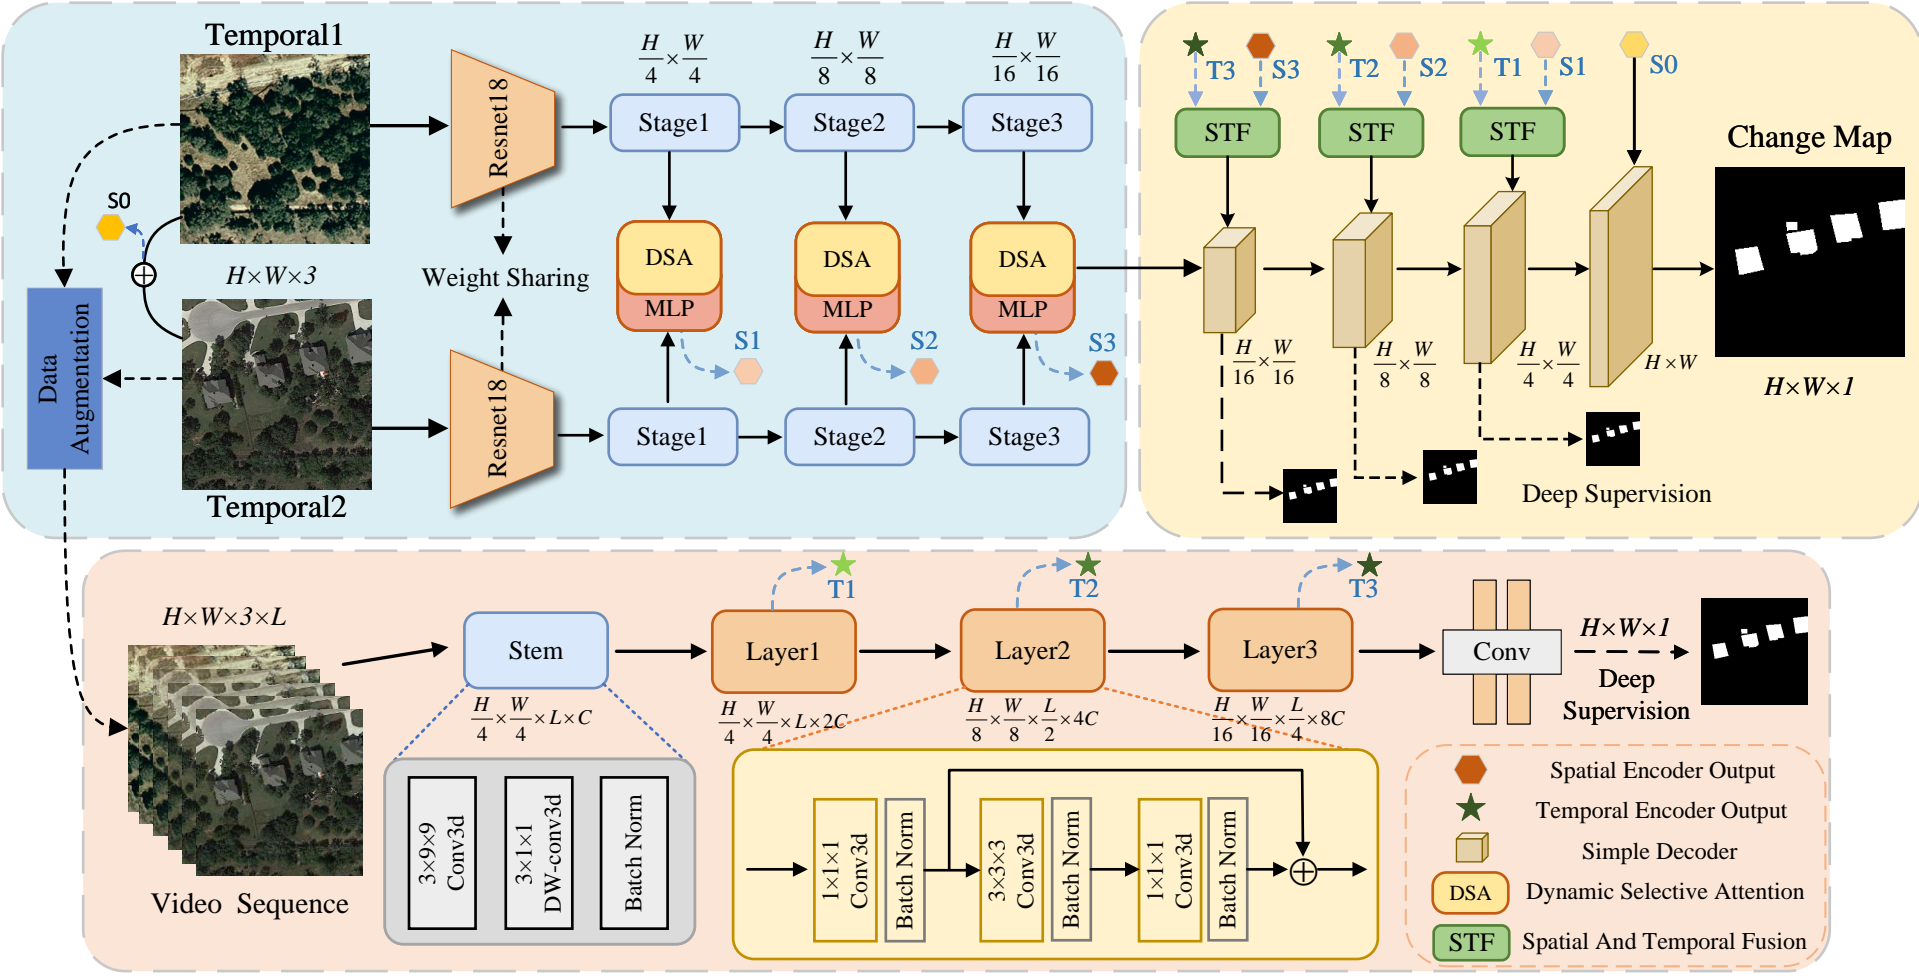 Temporal1
H/4 × W/4
H/8 × W/8
H/16 × W/16
Resnet18
Stage1
Stage2
Stage3
S0
H×W×3
Weight Sharing
DSA
MLP
DSA
MLP
DSA
MLP
S1
S2
S3
Data
Augmentation
Resnet18
Stage1
Stage2
Stage3
Temporal2
T3
S3
T2
S2
T1
S1
S0
STF
STF
STF
Change Map
H/16 × W/16
H/8 × W/8
H/4 × W/4
H×W
H×W×1
Deep Supervision
H×W×3×L
T1
T2
T3
Stem
Layer1
Layer2
Layer3
Conv
H×W×1
Deep
Supervision
H/4 × W/4 × L × C
H/4 × W/4 × L × 2C
H/8 × W/8 × L/2 × 4C
H/16 × W/16 × L/4 × 8C
3×9×9
Conv3d
3×1×1
DW-conv3d
Batch Norm
1×1×1
Conv3d
Batch Norm
3×3×3
Conv3d
Batch Norm
1×1×1
Conv3d
Batch Norm
Video Sequence
Spatial Encoder Output
Temporal Encoder Output
Simple Decoder
DSA Dynamic Selective Attention
STF Spatial And Temporal Fusion